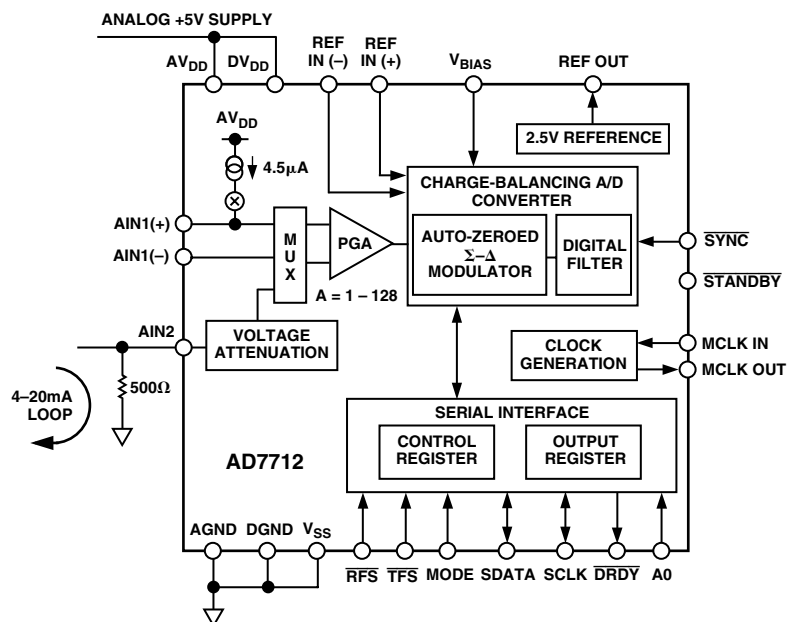 ANALOG +5V SUPPLY
AVDD
DVDD
REF
IN (–)
REF
IN (+)
VBIAS
REF OUT
AVDD
4.5µA
2.5V REFERENCE
CHARGE-BALANCING A/D
CONVERTER
AUTO-ZEROED
Σ–Δ
MODULATOR
DIGITAL
FILTER
AIN1(+)
AIN1(–)
M
U
X
PGA
A = 1 – 128
SYNC
STANDBY
AIN2
VOLTAGE
ATTENUATION
CLOCK
GENERATION
MCLK IN
MCLK OUT
4–20mA
LOOP
500Ω
SERIAL INTERFACE
CONTROL
REGISTER
OUTPUT
REGISTER
AD7712
AGND
DGND
VSS
RFS
TFS
MODE
SDATA
SCLK
DRDY
A0